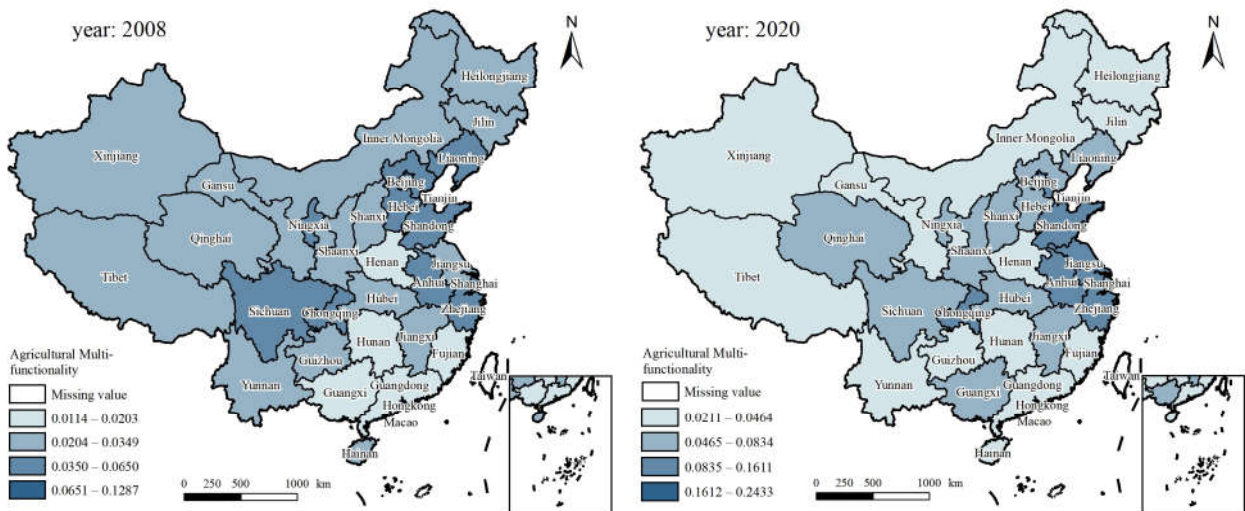 year: 2008
N
Heilongjiang
Jilin
Inner Mongolia
Liaoning
Xinjiang
Beijing
Gansu
Tianjin
Hebei
Ningxia
Shanxi
Shandong
Qinghai
Shaanxi
Henan
Jiangsu
Tibet
Anhui
Shanghai
Sichuan
Hubei
Chongqing
Zhejiang
Hunan
Jiangxi
Guizhou
Fujian
Yunnan
Taiwan
Guangxi
Guangdong
Hongkong
Macao
Hainan
Agricultural Multi-
functionality
Missing value
0.0114 – 0.0203
0.0204 – 0.0349
0.0350 – 0.0650
0.0651 – 0.1287
0 250 500 1000 km
year: 2020
N
Heilongjiang
Jilin
Inner Mongolia
Liaoning
Xinjiang
Beijing
Gansu
Tianjin
Hebei
Ningxia
Shanxi
Shandong
Qinghai
Shaanxi
Henan
Jiangsu
Tibet
Anhui
Shanghai
Sichuan
Hubei
Chongqing
Zhejiang
Hunan
Jiangxi
Guizhou
Fujian
Yunnan
Taiwan
Guangxi
Guangdong
Hongkong
Macao
Hainan
Agricultural Multi-
functionality
Missing value
0.0211 – 0.0464
0.0465 – 0.0834
0.0835 – 0.1611
0.1612 – 0.2433
0 250 500 1000 km